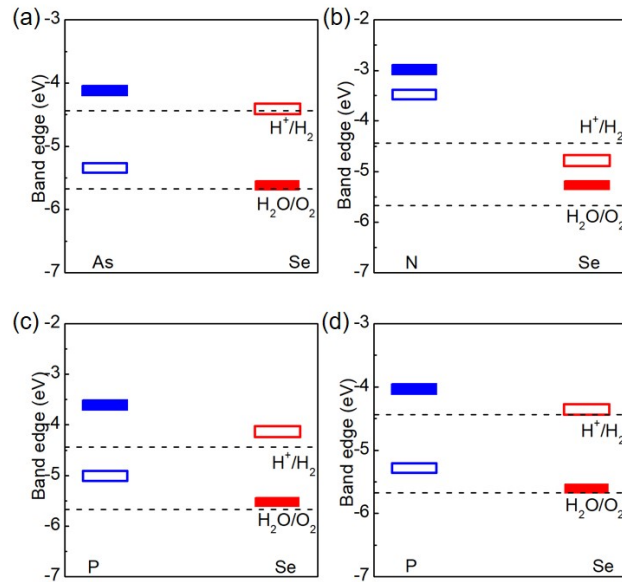 (a)
-3
-4
-5
-6
-7
Band edge (eV)
H⁺/H₂
H₂O/O₂
As
Se
(b)
-2
-3
-4
-5
-6
-7
Band edge (eV)
H⁺/H₂
H₂O/O₂
N
Se
(c)
-2
-3
-4
-5
-6
-7
Band edge (eV)
H⁺/H₂
H₂O/O₂
P
Se
(d)
-3
-4
-5
-6
-7
Band edge (eV)
H⁺/H₂
H₂O/O₂
P
Se